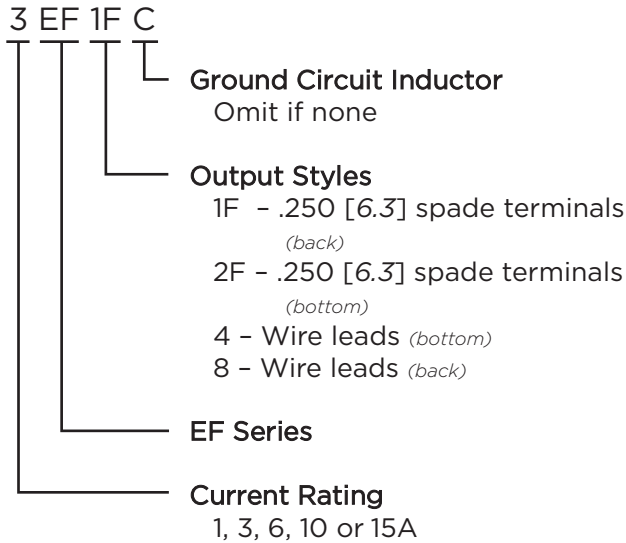 3 EF 1F C
Ground Circuit Inductor
Omit if none
Output Styles
1F – .250 [6.3] spade terminals
(back)
2F – .250 [6.3] spade terminals
(bottom)
4 – Wire leads (bottom)
8 – Wire leads (back)
EF Series
Current Rating
1, 3, 6, 10 or 15A